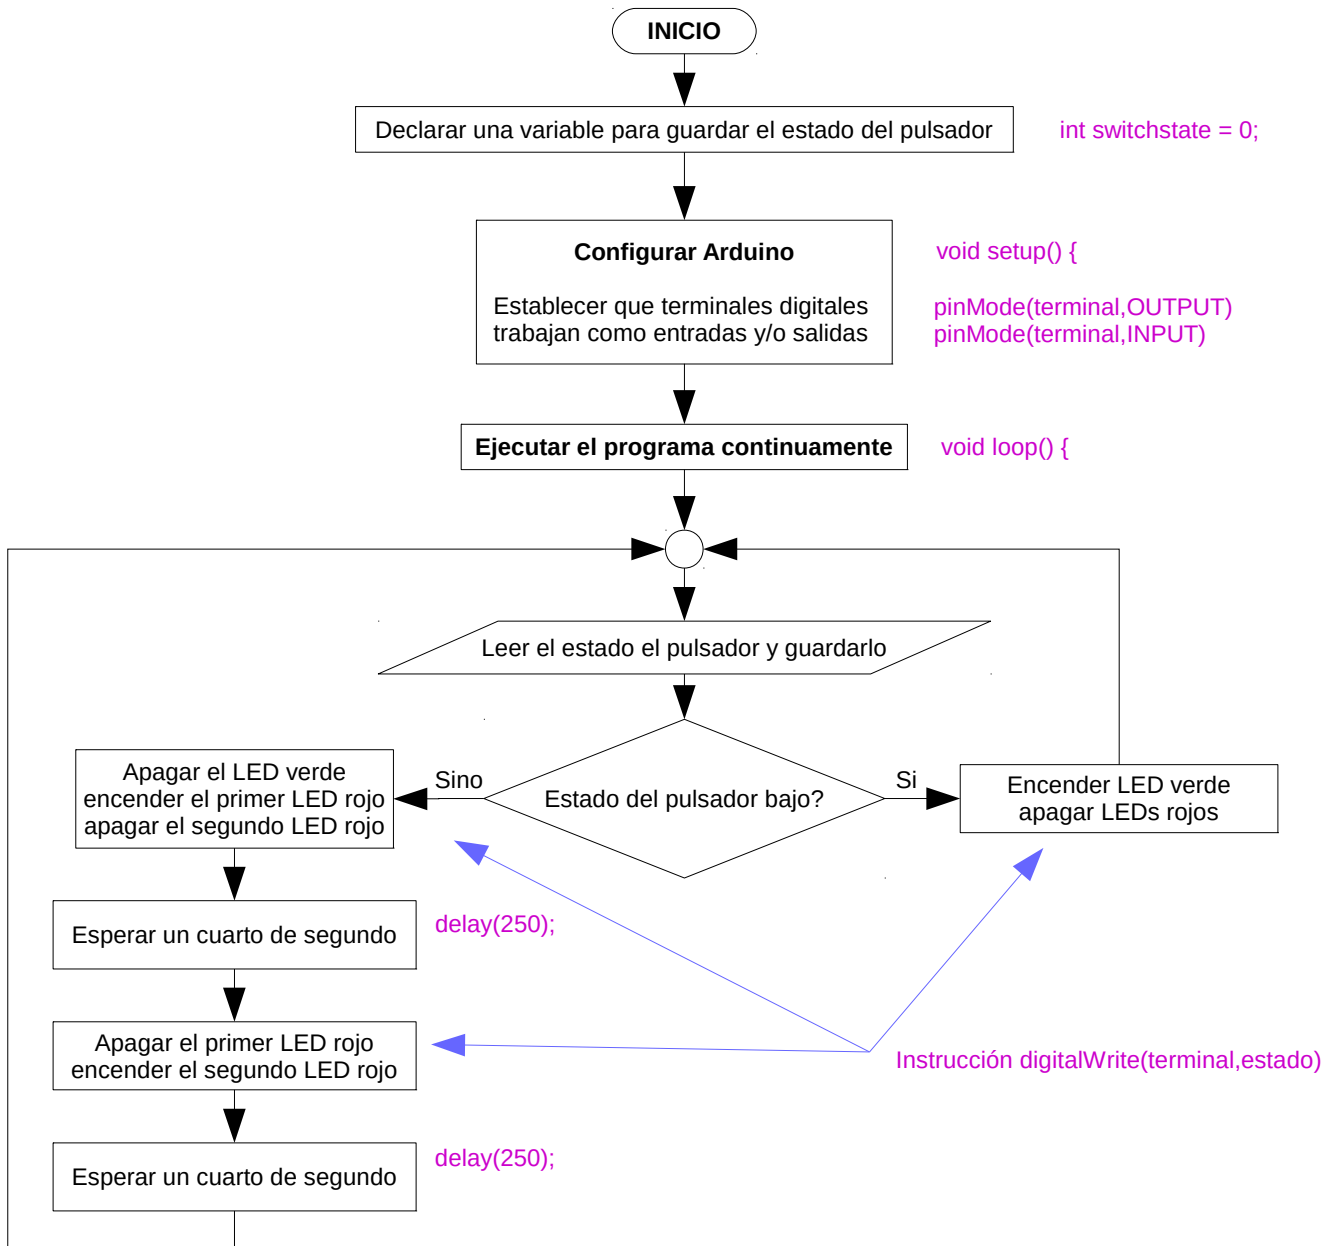 INICIO
Declarar una variable para guardar el estado del pulsador
int switchstate = 0;
Configurar Arduino
void setup() {
Establecer que terminales digitales
trabajan como entradas y/o salidas
pinMode(terminal,OUTPUT)
pinMode(terminal,INPUT)
Ejecutar el programa continuamente
void loop() {
Leer el estado el pulsador y guardarlo
Estado del pulsador bajo?
Sino
Si
Apagar el LED verde
encender el primer LED rojo
apagar el segundo LED rojo
Encender LED verde
apagar LEDs rojos
Esperar un cuarto de segundo
delay(250);
Apagar el primer LED rojo
encender el segundo LED rojo
Instrucción digitalWrite(terminal,estado)
Esperar un cuarto de segundo
delay(250);